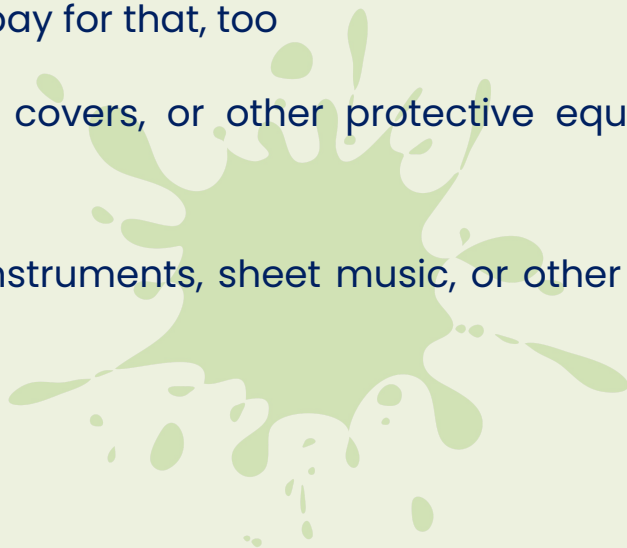 pay for that, too
covers, or other protective equ
nstruments, sheet music, or other